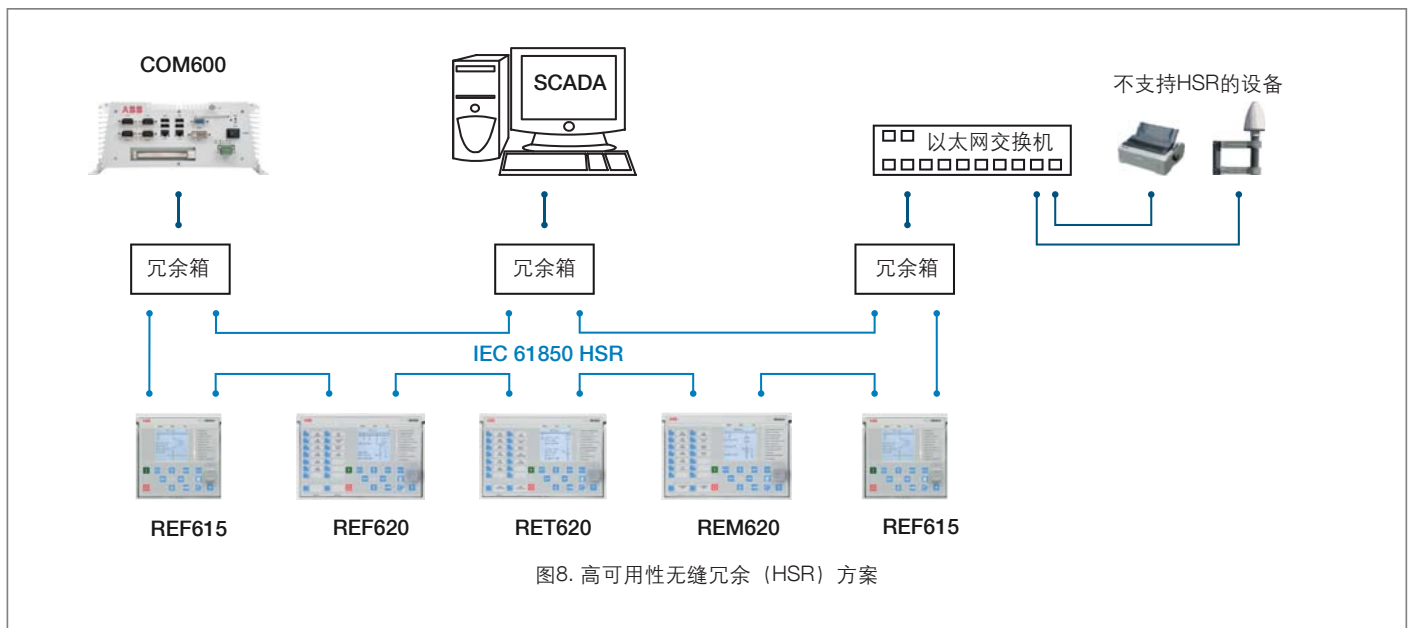 COM600
ABB
SCADA
不支持HSR的设备
以太网交换机
冗余箱
冗余箱
冗余箱
IEC 61850 HSR
REF615
REF620
RET620
REM620
REF615
图8. 高可用性无缝冗余（HSR）方案